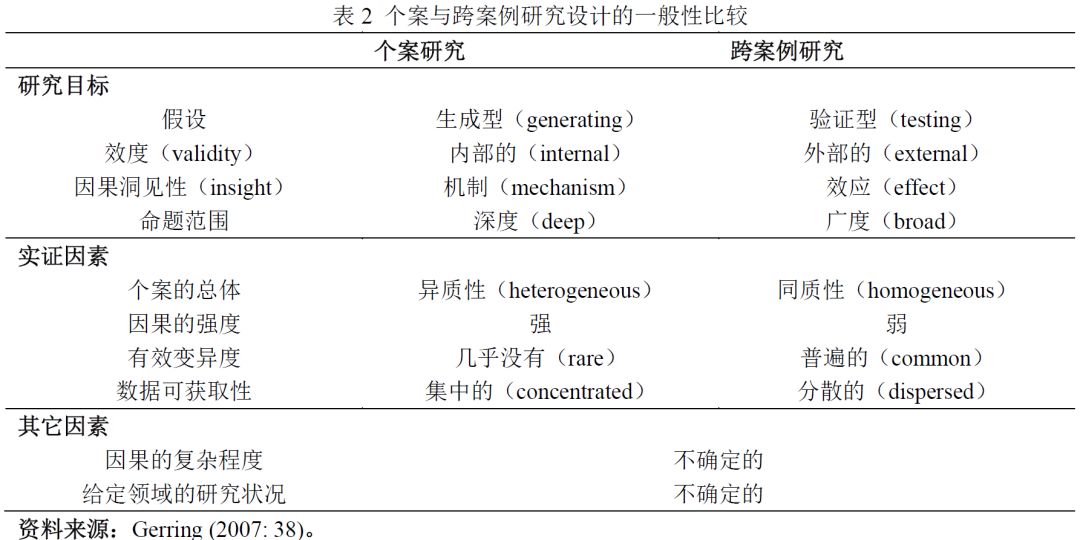 表 2 个案与跨案例研究设计的一般性比较
个案研究 跨案例研究
研究目标
假设 生成型（generating） 验证型（testing）
效度（validity） 内部的（internal） 外部的（external）
因果洞见性（insight） 机制（mechanism） 效应（effect）
命题范围 深度（deep） 广度（broad）
实证因素
个案的总体 异质性（heterogeneous） 同质性（homogeneous）
因果的强度 强 弱
有效变异度 几乎没有（rare） 普遍的（common）
数据可获取性 集中的（concentrated） 分散的（dispersed）
其它因素
因果的复杂程度 不确定的
给定领域的研究状况 不确定的
资料来源：Gerring (2007: 38)。